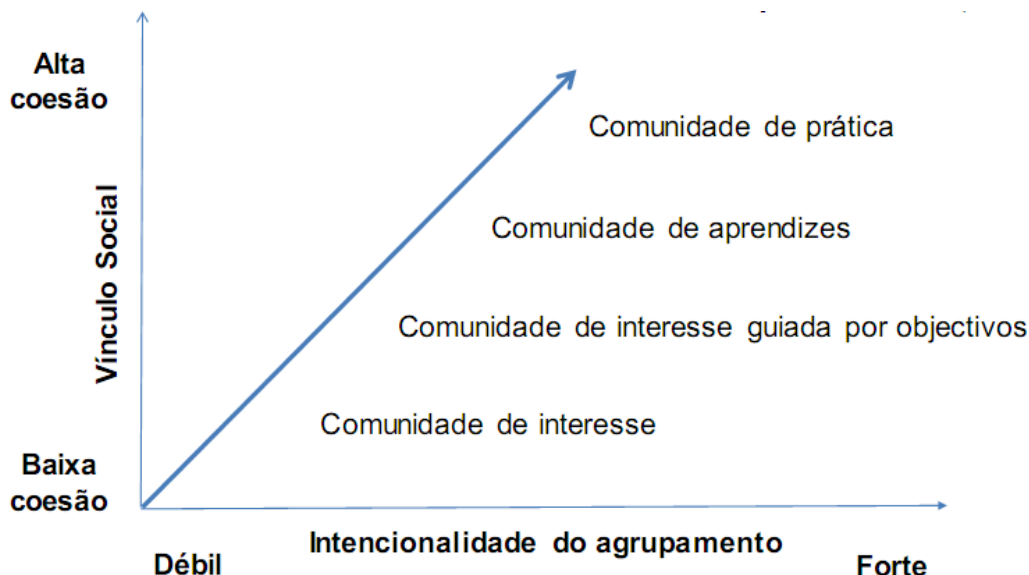 Alta
coesão
Comunidade de prática
Comunidade de aprendizes
Vínculo Social
Comunidade de interesse guiada por objectivos
Comunidade de interesse
Baixa
coesão
Intencionalidade do agrupamento
Débil
Forte